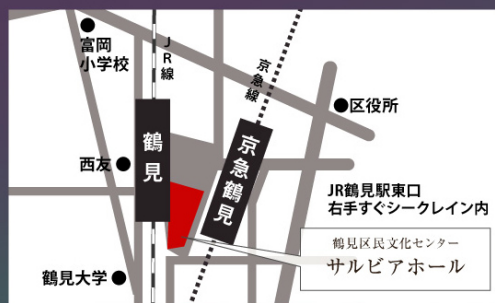 富岡
小学校
JR線
京急線
区役所
鶴見
京急鶴見
西友
JR鶴見駅東口
右手すぐシークレイン内
鶴見区民文化センター
サルビアホール
鶴見大学